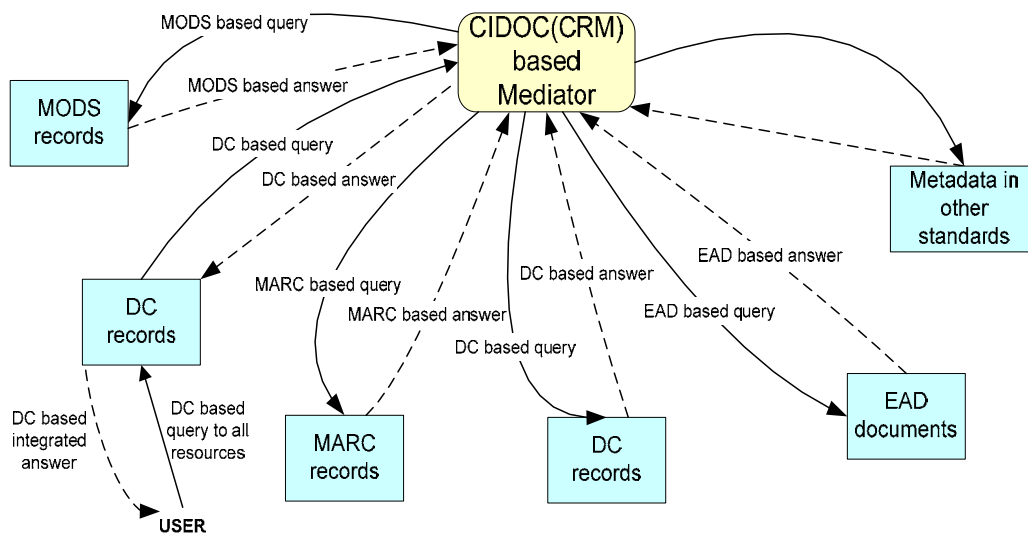 MODS based query
CIDOC(CRM)
based
Mediator
MODS based answer
MODS
records
DC based query
DC based answer
Metadata in
other
standards
MARC based query
DC based answer
EAD based answer
MARC based answer
EAD based query
DC based query
DC
records
DC based
integrated
answer
DC based
query to all
resources
MARC
records
DC
records
EAD
documents
USER